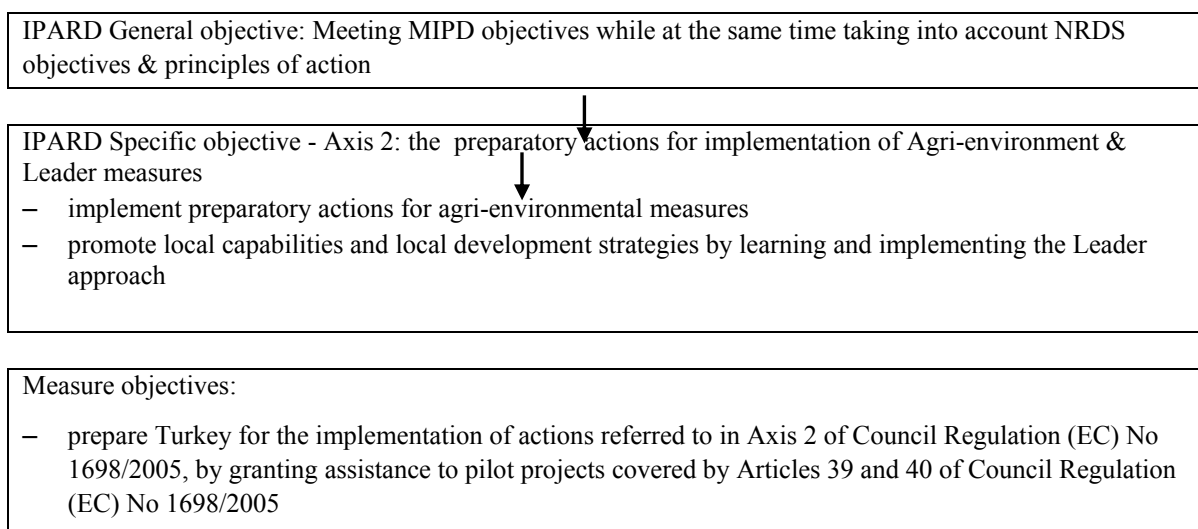 IPARD General objective: Meeting MIPD objectives while at the same time taking into account NRDS
objectives & principles of action
IPARD Specific objective - Axis 2: the preparatory actions for implementation of Agri-environment &
Leader measures
– implement preparatory actions for agri-environmental measures
– promote local capabilities and local development strategies by learning and implementing the Leader
approach
Measure objectives:
– prepare Turkey for the implementation of actions referred to in Axis 2 of Council Regulation (EC) No
1698/2005, by granting assistance to pilot projects covered by Articles 39 and 40 of Council Regulation
(EC) No 1698/2005